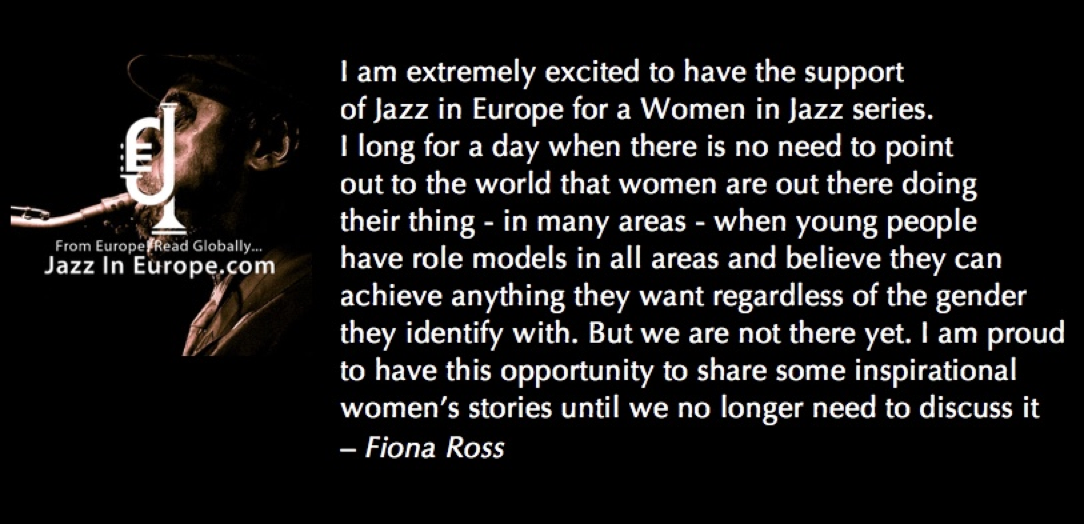 From Europe, Read Globally...
Jazz In Europe.com
I am extremely excited to have the support
of Jazz in Europe for a Women in Jazz series.
I long for a day when there is no need to point
out to the world that women are out there doing
their thing - in many areas - when young people
have role models in all areas and believe they can
achieve anything they want regardless of the gender
they identify with. But we are not there yet. I am proud
to have this opportunity to share some inspirational
women’s stories until we no longer need to discuss it
– Fiona Ross